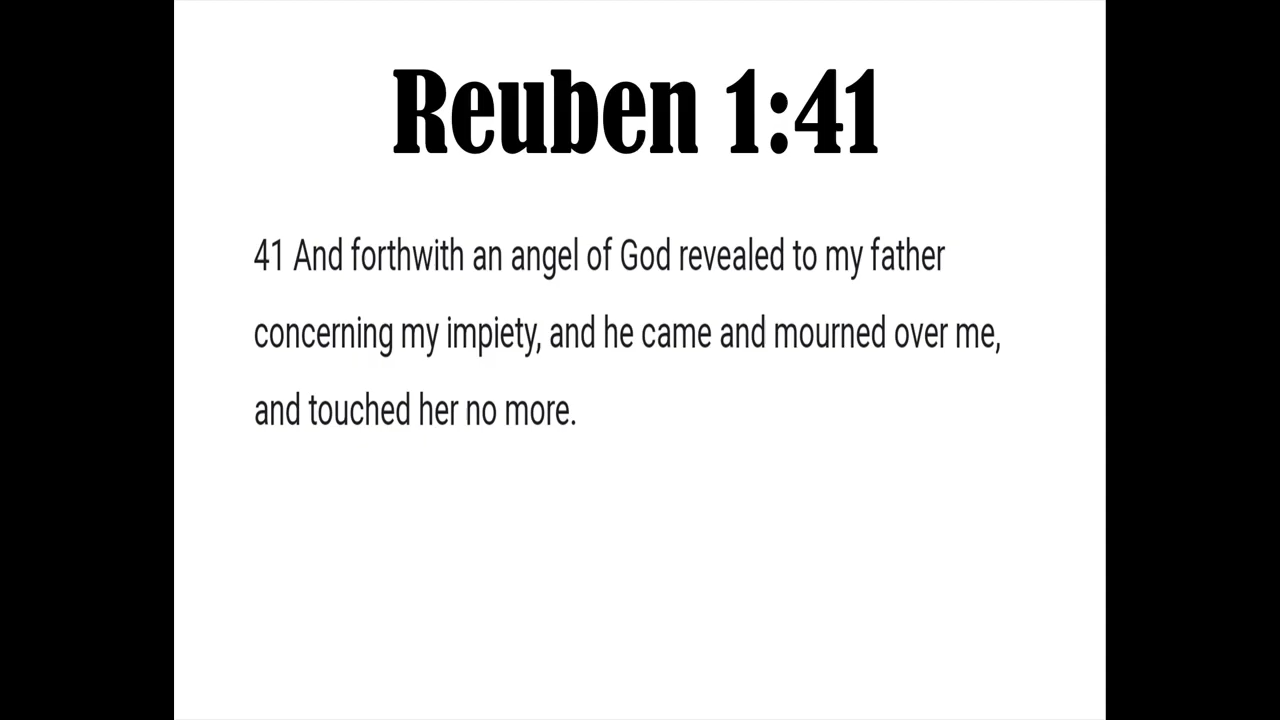 Reuben 1:41
41 And forthwith an angel of God revealed to my father
concerning my impiety, and he came and mourned over me,
and touched her no more.